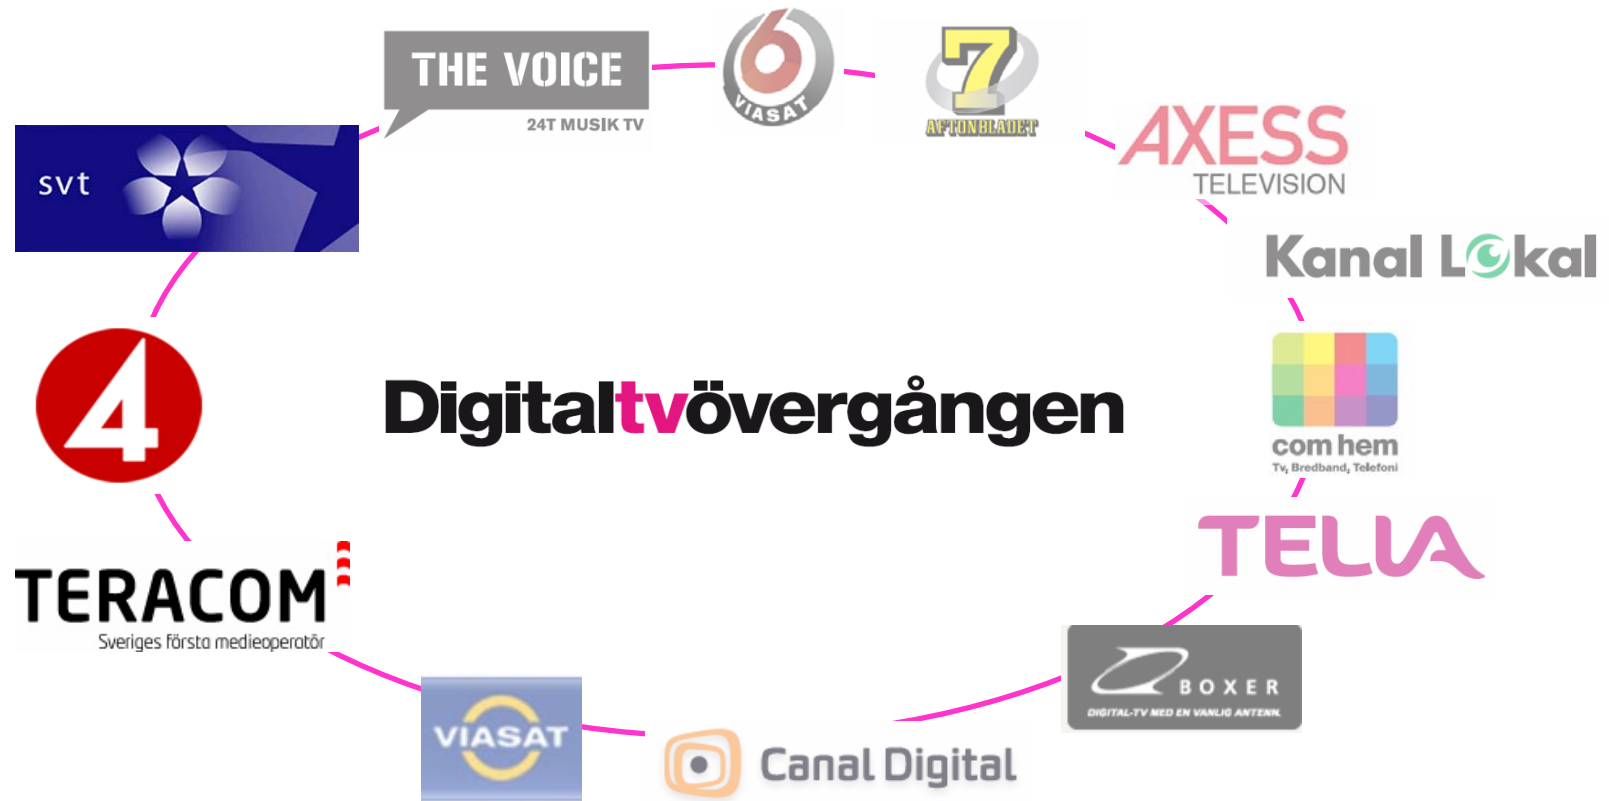 THE VOICE
24T MUSIK TV
6
VIASAT
7
AFTONBLADET
AXESS
TELEVISION
svt
Kanal Lokal
4
Digitaltvövergången
com hem
Tv, Bredband, Telefoni
TELIA
TERACOM
Sveriges första medieoperatör
BOXER
DIGITAL-TV MED EN VANLIG ANTENN.
VIASAT
Canal Digital